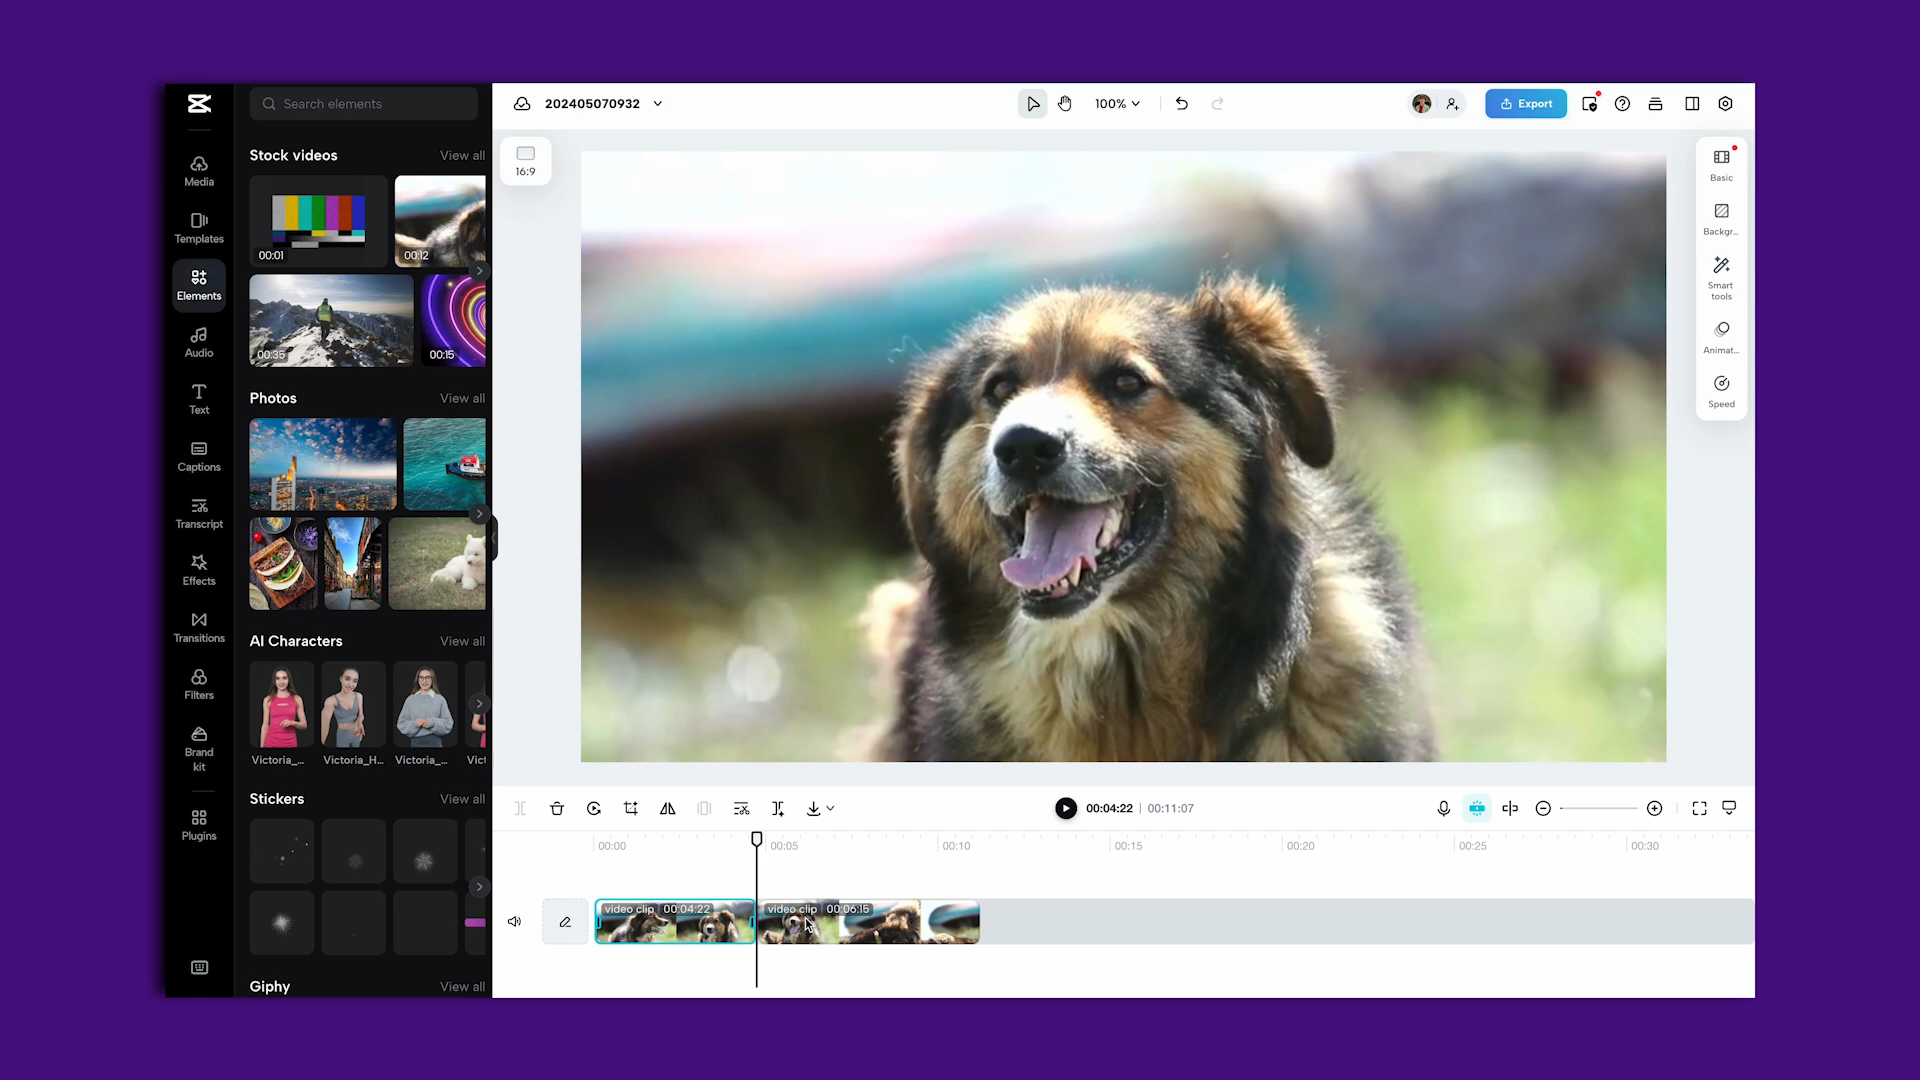 Search elements
202405070932
100%
Export
Media
Templates
Elements
Audio
Text
Captions
Transcript
Effects
Transitions
Filters
Brand
kit
Plugins
Stock videos
View all
00:01
00:12
00:35
00:15
Photos
View all
AI Characters
View all
Victoria_...
Victoria_H...
Victoria_...
Vict
Stickers
View all
Giphy
View all
16:9
Basic
Backgr...
Smart
tools
Animat...
Speed
00:04:22 | 00:11:07
00:00
00:05
00:10
00:15
00:20
00:25
00:30
video clip 00:04:22
video clip 00:06:15